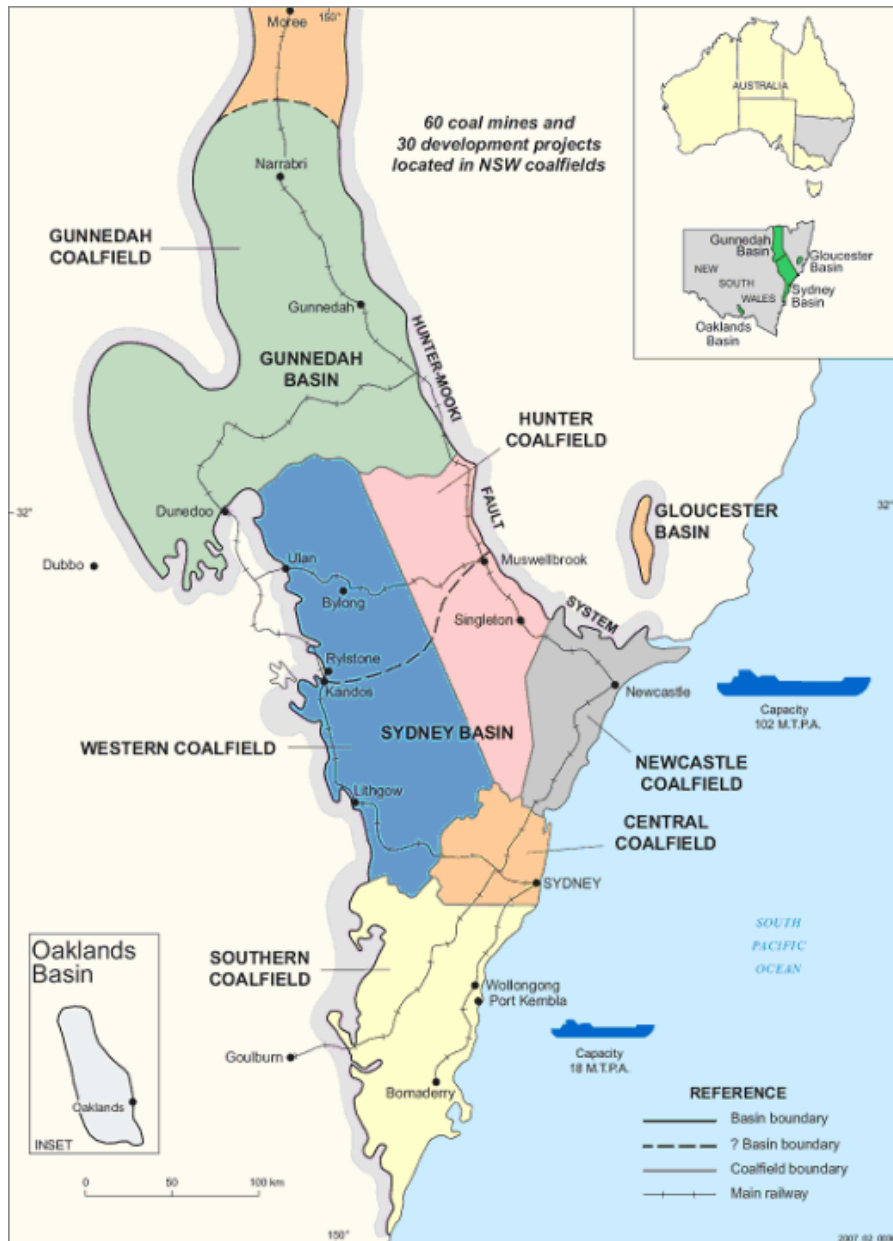 Moree
150°
60 coal mines and
30 development projects
located in NSW coalfields
AUSTRALIA
Narrabri
GUNNEDAH
COALFIELD
Gunnedah
Basin
Gloucester
Basin
NEW
SOUTH
WALES
Sydney
Basin
Oaklands
Basin
Gunnedah
HUNTER-MOOKI
GUNNEDAH
BASIN
HUNTER
COALFIELD
FAULT
32°
Dunedoo
GLOUCESTER
BASIN
32°
Dubbo
Ulan
Muswellbrook
Bylong
SYSTEM
Singleton
Rylstone
Kandos
Newcastle
Capacity
102 M.T.P.A.
WESTERN COALFIELD
SYDNEY BASIN
NEWCASTLE
COALFIELD
Lithgow
CENTRAL
COALFIELD
SYDNEY
SOUTH
PACIFIC
OCEAN
Oaklands
Basin
SOUTHERN
COALFIELD
Wollongong
Port Kembla
Goulburn
Capacity
18 M.T.P.A.
Bomaderry
Oaklands
INSET
REFERENCE
Basin boundary
? Basin boundary
Coalfield boundary
Main railway
0 50 100 km
150°